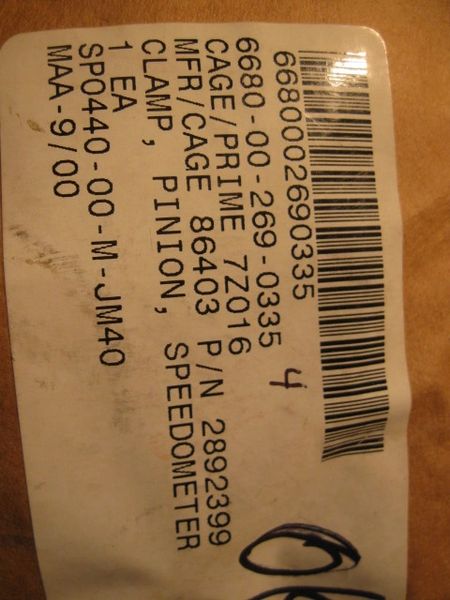 6680002690335
6680-00-269-0335 4
CAGE/PRIME 7Z016
MFR/CAGE 86403 P/N 2892399
CLAMP, PINION, SPEEDOMETER
1 EA
SP0440-00-M-JM40
MAA-9/00